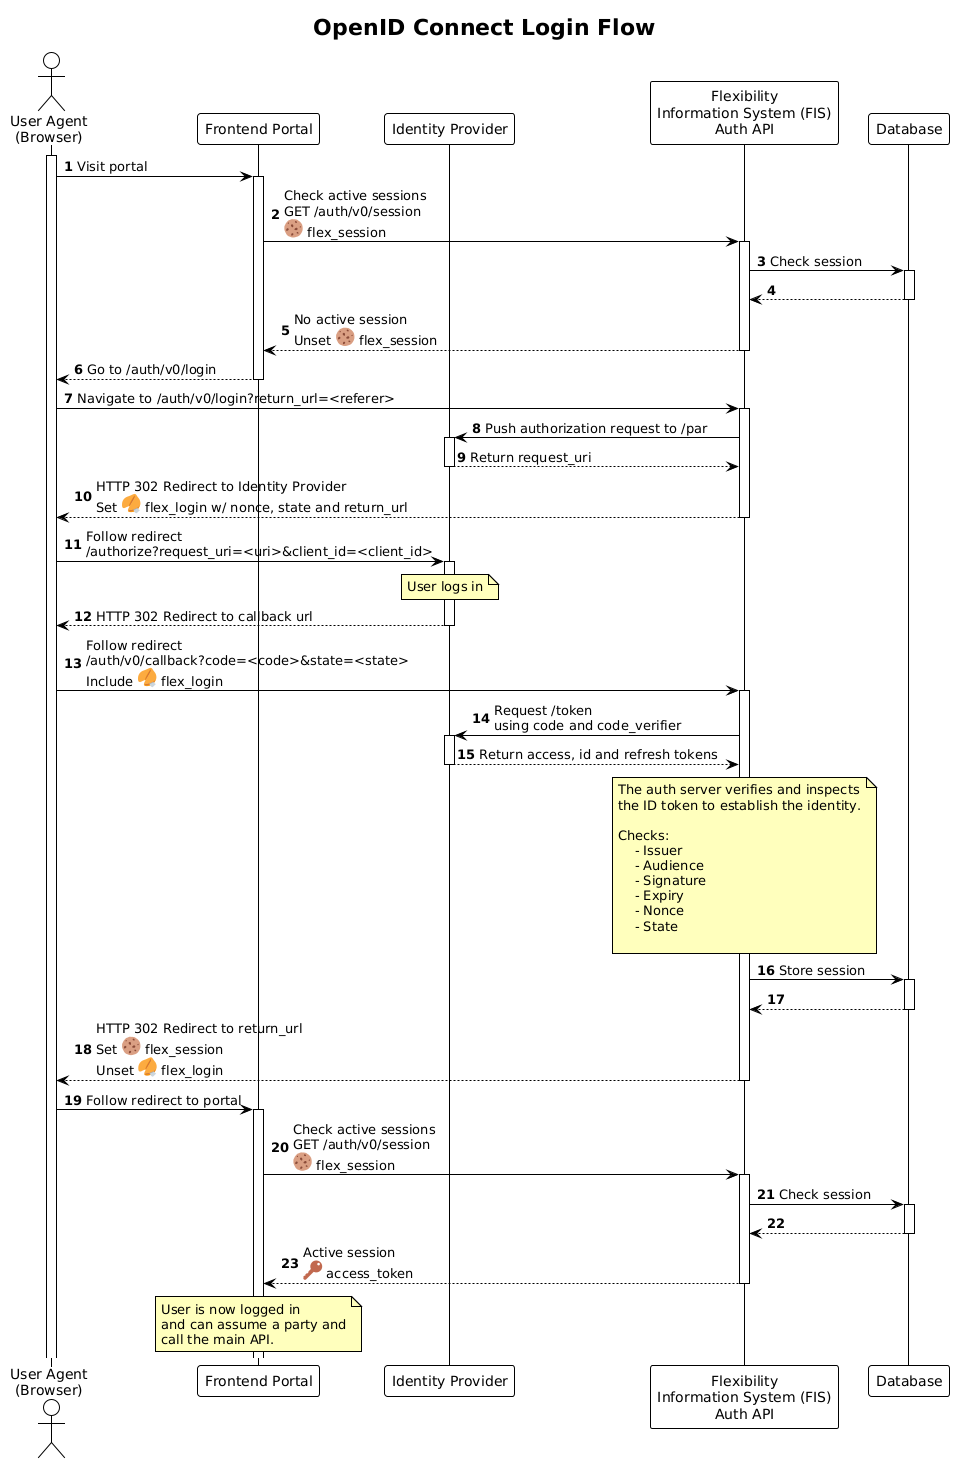 OpenID Connect Login Flow
User Agent
(Browser)
Frontend Portal
Identity Provider
Flexibility
Information System (FIS)
Auth API
Database
1 Visit portal
Check active sessions
2 GET /auth/v0/session
flex_session
3 Check session
4
No active session
5
Unset flex_session
6 Go to /auth/v0/login
7 Navigate to /auth/v0/login?return_url=<referer>
8 Push authorization request to /par
9 Return request_uri
HTTP 302 Redirect to Identity Provider
10
Set flex_login w/ nonce, state and return_url
Follow redirect
11
/authorize?request_uri=<uri>&client_id=<client_id>
User logs in
12 HTTP 302 Redirect to callback url
Follow redirect
13 /auth/v0/callback?code=<code>&state=<state>
Include flex_login
Request /token
14
using code and code_verifier
15 Return access, id and refresh tokens
The auth server verifies and inspects
the ID token to establish the identity.
Checks:
- Issuer
- Audience
- Signature
- Expiry
- Nonce
- State
16 Store session
17
HTTP 302 Redirect to return_url
18 Set flex_session
Unset flex_login
19 Follow redirect to portal
Check active sessions
20 GET /auth/v0/session
flex_session
21 Check session
22
Active session
23
access_token
User is now logged in
and can assume a party and
call the main API.
User Agent
(Browser)
Frontend Portal
Identity Provider
Flexibility
Information System (FIS)
Auth API
Database